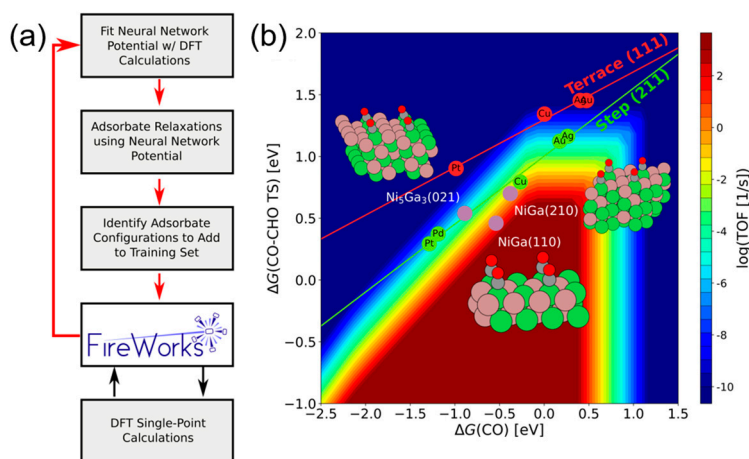 (a)
Fit Neural Network
Potential w/ DFT
Calculations
Adsorbate Relaxations
using Neural Network
Potential
Identify Adsorbate
Configurations to Add
to Training Set
FireWorks
DFT Single-Point
Calculations
(b)
ΔG(CO-CHO TS) [eV]
2.0
1.5
1.0
0.5
0.0
-0.5
-1.0
-2.5 -2.0 -1.5 -1.0 -0.5 0.0 0.5 1.0 1.5
ΔG(CO) [eV]
Terrace (111)
Step (211)
Cu
Ag
Au
Pt
Au
Ag
Cu
Pd
Pt
Ni₅Ga₃(021)
NiGa(210)
NiGa(110)
2
0
-2
-4
-6
-8
-10
log(TOF) [1/s]